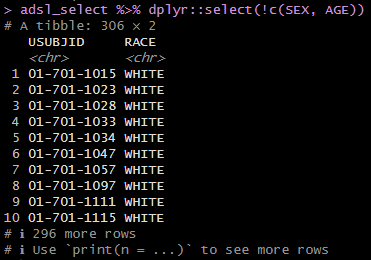 > adsl_select %>% dplyr::select(!c(SEX, AGE))
# A tibble: 306 × 2
   USUBJID     RACE
   <chr>       <chr>
 1 01-701-1015 WHITE
 2 01-701-1023 WHITE
 3 01-701-1028 WHITE
 4 01-701-1033 WHITE
 5 01-701-1034 WHITE
 6 01-701-1047 WHITE
 7 01-701-1057 WHITE
 8 01-701-1097 WHITE
 9 01-701-1111 WHITE
10 01-701-1115 WHITE
# ℹ 296 more rows
# ℹ Use `print(n = ...)` to see more rows